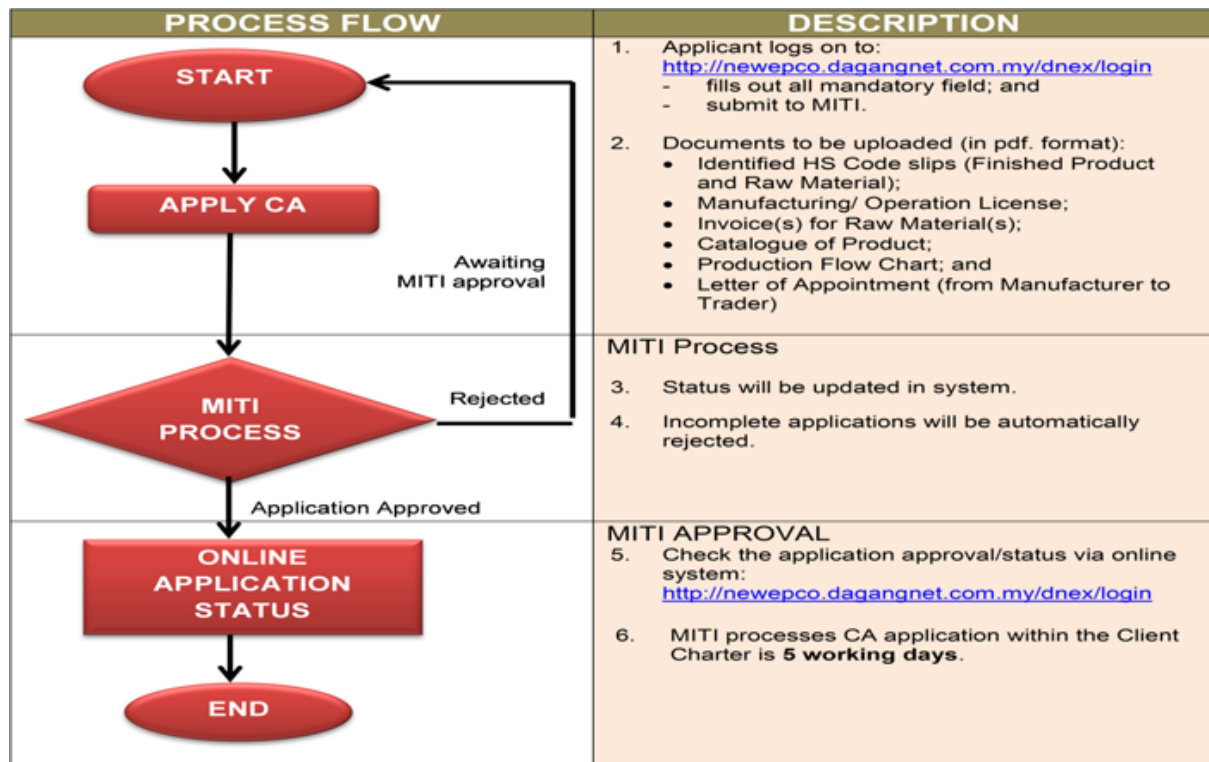 PROCESS FLOW
DESCRIPTION
START
APPLY CA
Awaiting
MITI approval
1. Applicant logs on to:
http://newepco.dagangnet.com.my/dnex/login
- fills out all mandatory field; and
- submit to MITI.
2. Documents to be uploaded (in pdf. format):
• Identified HS Code slips (Finished Product
and Raw Material);
• Manufacturing/ Operation License;
• Invoice(s) for Raw Material(s);
• Catalogue of Product;
• Production Flow Chart; and
• Letter of Appointment (from Manufacturer to
Trader)
MITI
PROCESS
Rejected
Application Approved
MITI Process
3. Status will be updated in system.
4. Incomplete applications will be automatically
rejected.
ONLINE
APPLICATION
STATUS
END
MITI APPROVAL
5. Check the application approval/status via online
system:
http://newepco.dagangnet.com.my/dnex/login
6. MITI processes CA application within the Client
Charter is 5 working days.